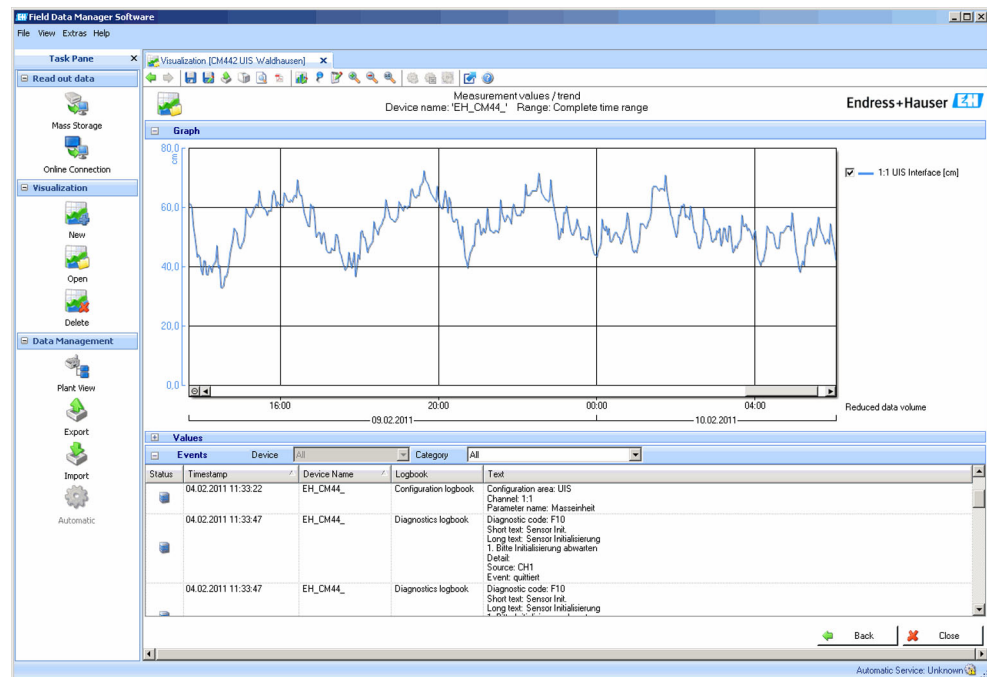 Field Data Manager Software
File View Extras Help
Task Pane
Visualization [CM442 UIS Waldhausen]
Read out data
Mass Storage
Online Connection
Visualization
New
Open
Delete
Data Management
Plant View
Export
Import
Automatic
Measurement values / trend
Device name: 'EH_CM44_' Range: Complete time range
Endress+Hauser EH
Graph
80,0
cm
60,0
40,0
20,0
0,0
1:1 UIS Interface [cm]
16:00 20:00 00:00 04:00
09.02.2011 10.02.2011
Reduced data volume
Values
Events Device All Category All
Status Timestamp Device Name Logbook Text
04.02.2011 11:33:22 EH_CM44_ Configuration logbook Configuration area: UIS
Channel: 1:1
Parameter name: Masseinheit
04.02.2011 11:33:47 EH_CM44_ Diagnostics logbook Diagnostic code: F10
Short text: Sensor Init.
Long text: Sensor Initialisierung
1. Bitte Initialisierung abwarten
Detail:
Source: CH1
Event: quittiert
04.02.2011 11:33:47 EH_CM44_ Diagnostics logbook Diagnostic code: F10
Short text: Sensor Init.
Long text: Sensor Initialisierung
Back Close
Automatic Service: Unknown